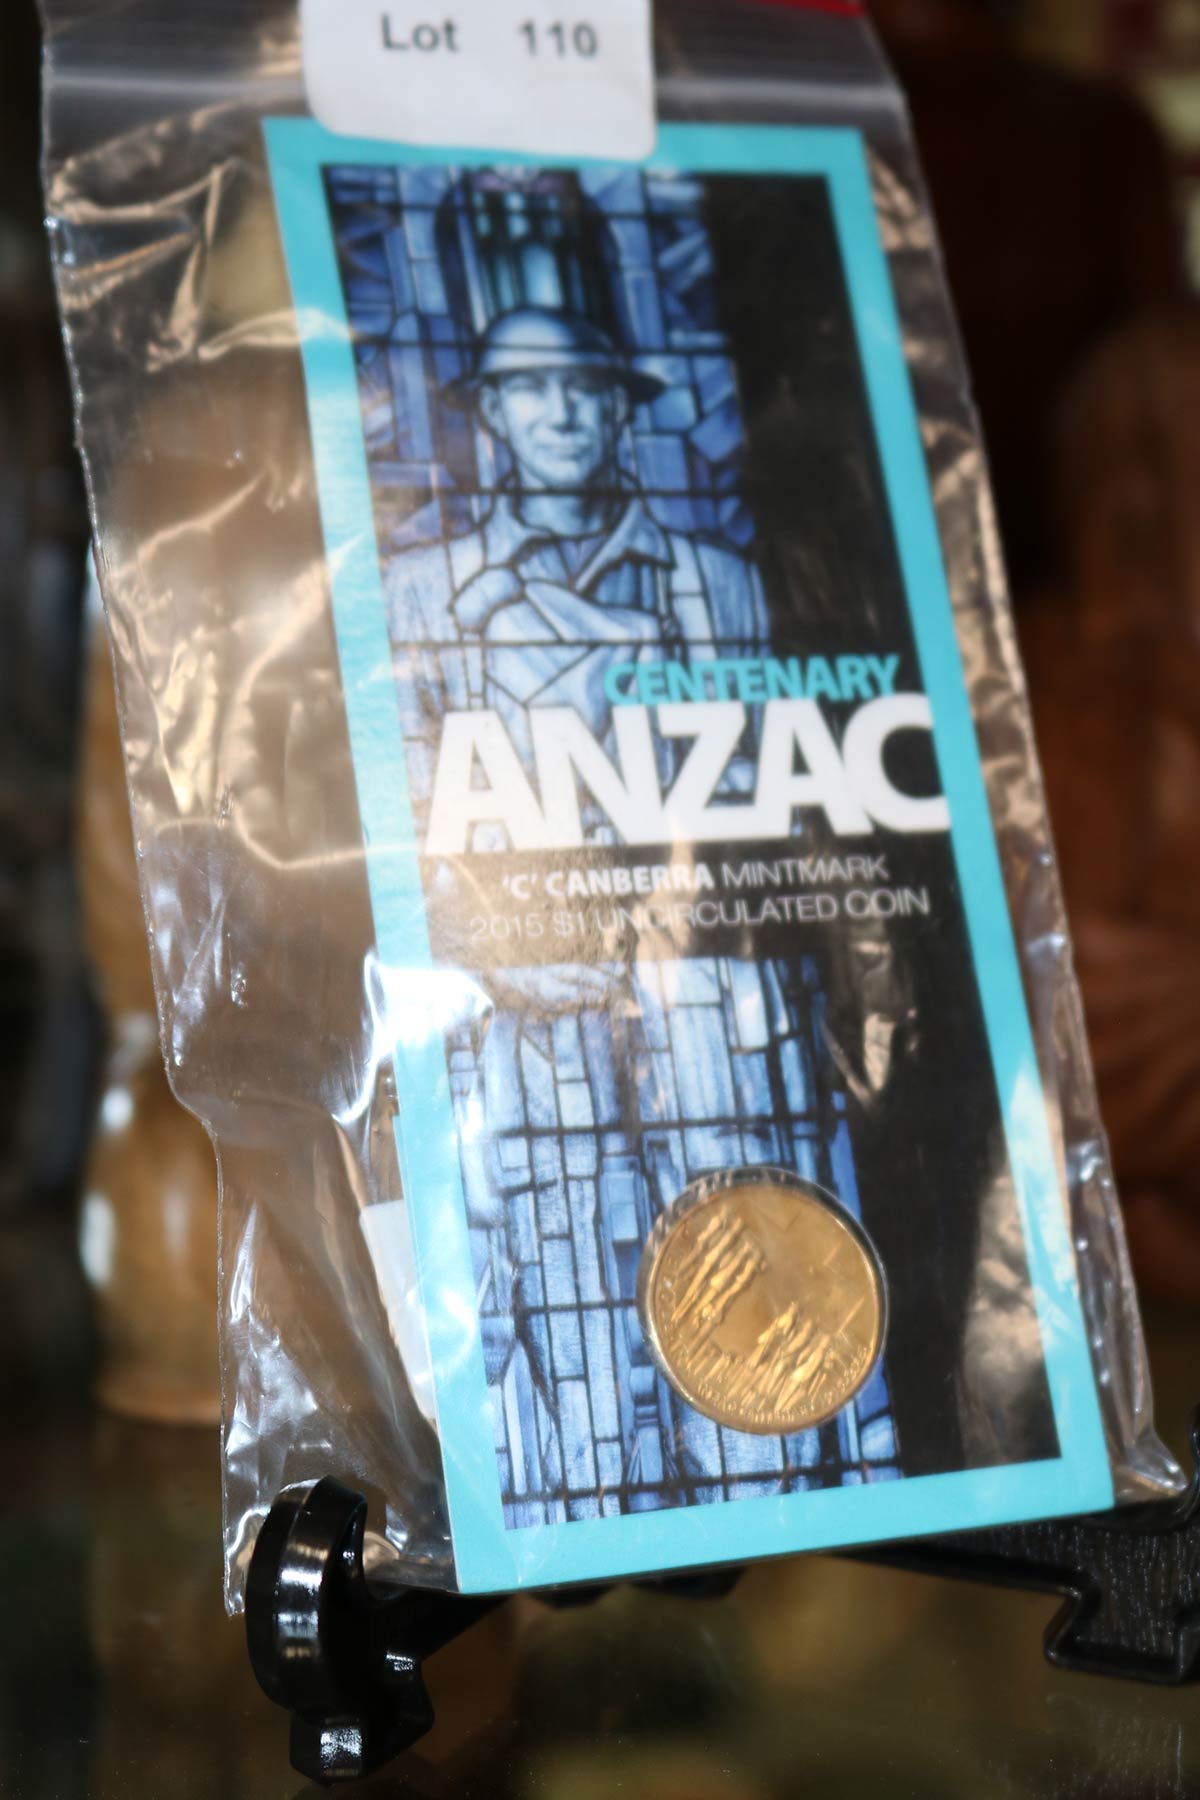 Lot 110
CENTENARY
ANZAC
'C' CANBERRA MINTMARK
2015 $1 UNCIRCULATED COIN